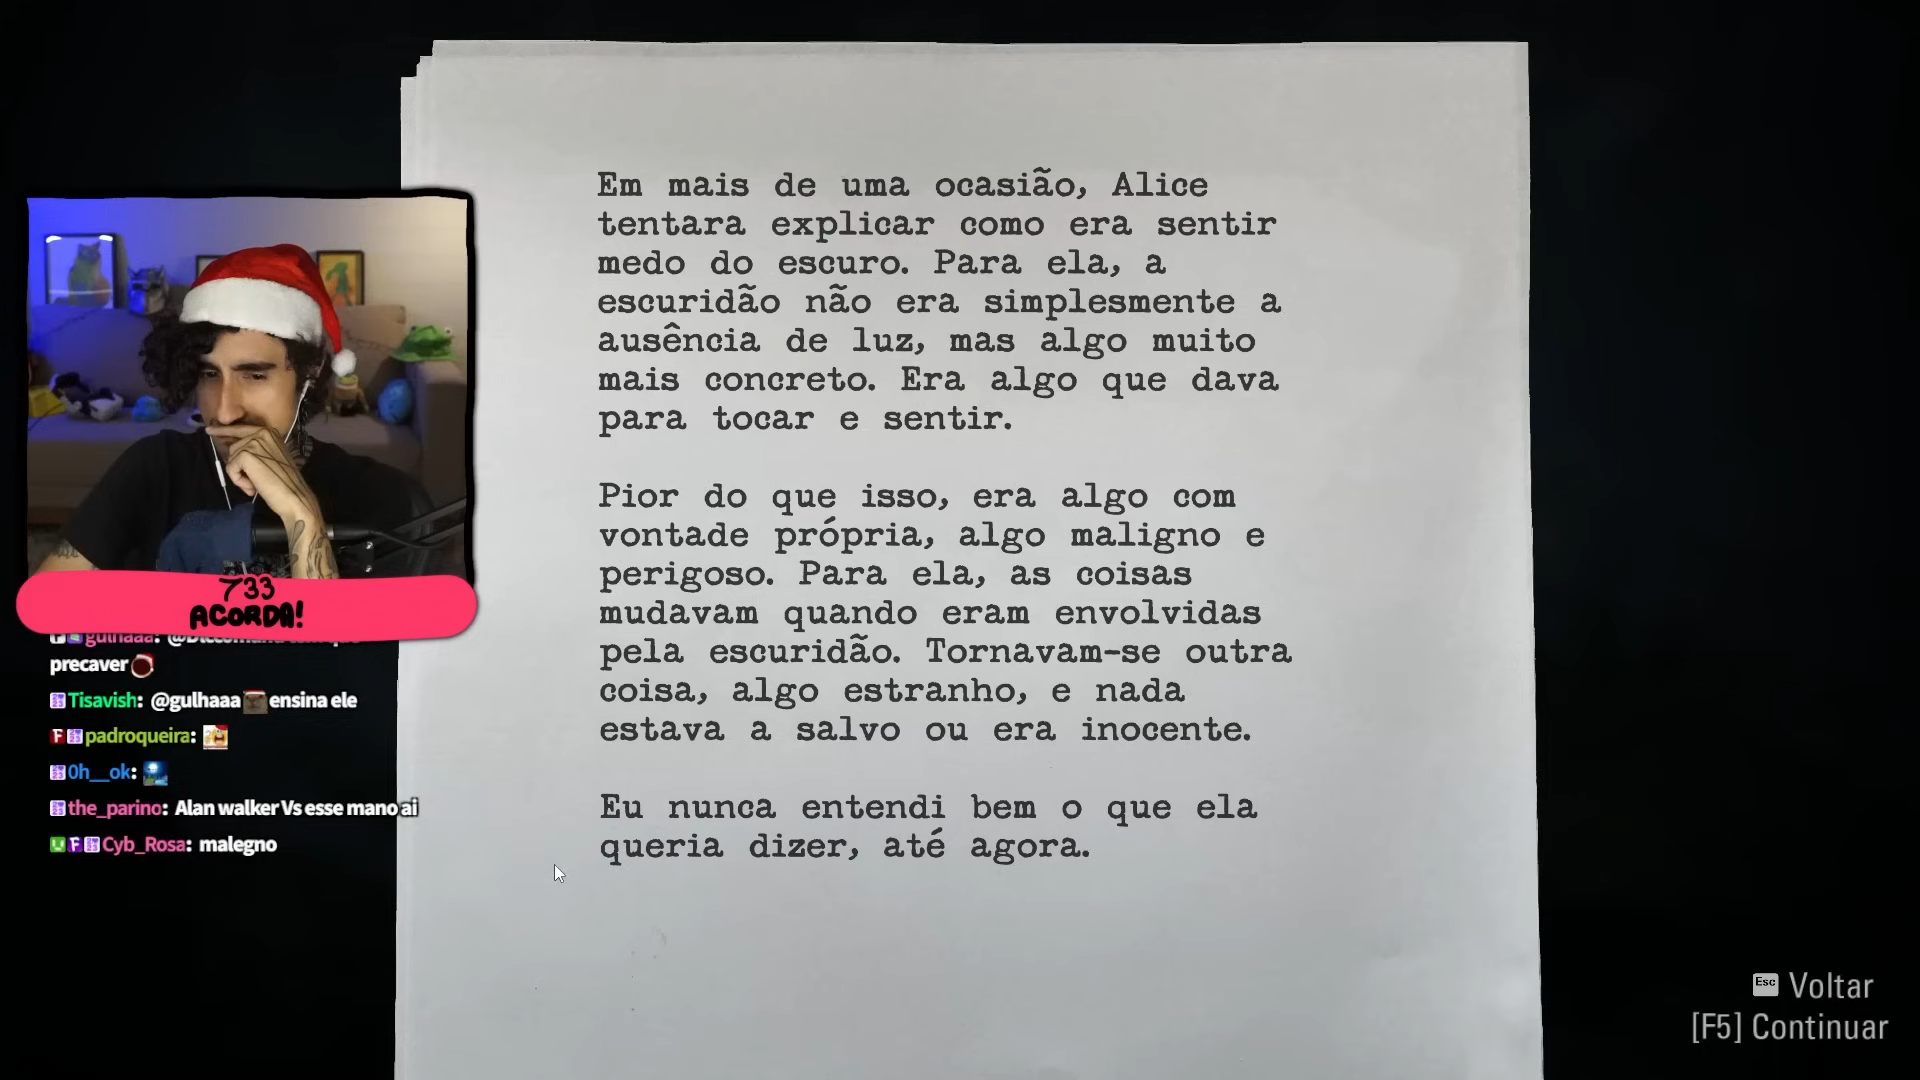 Em mais de uma ocasião, Alice
tentara explicar como era sentir
medo do escuro. Para ela, a
escuridão não era simplesmente a
ausência de luz, mas algo muito
mais concreto. Era algo que dava
para tocar e sentir.
Pior do que isso, era algo com
vontade própria, algo maligno e
perigoso. Para ela, as coisas
mudavam quando eram envolvidas
pela escuridão. Tornavam-se outra
coisa, algo estranho, e nada
estava a salvo ou era inocente.
Eu nunca entendi bem o que ela
queria dizer, até agora.
733
ACORDA!
gulhaaa:
precaver
Tisavish: @gulhaaa ensina ele
padroqueira:
0h__ok:
the_parino: Alan walker Vs esse mano ai
Cyb_Rosa: malegno
Esc Voltar
[F5] Continuar